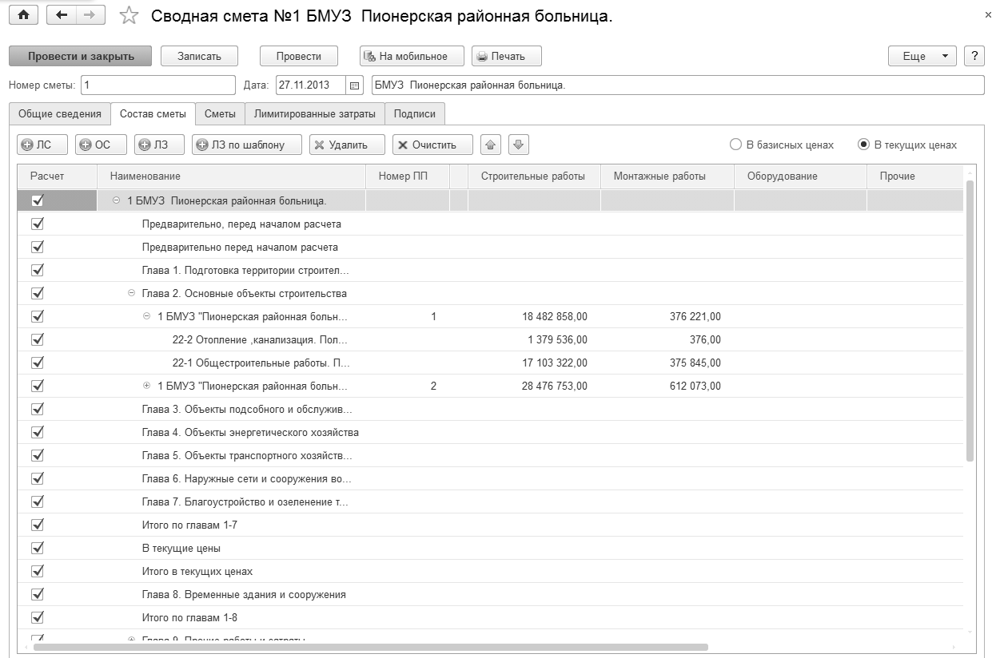 Сводная смета №1 БМУЗ  Пионерская районная больница.
Провести и закрыть Записать Провести На мобильное Печать Еще ?
Номер сметы: 1 Дата: 27.11.2013 БМУЗ  Пионерская районная больница.
Общие сведения Состав сметы Сметы Лимитированные затраты Подписи
ЛС ОС ЛЗ ЛЗ по шаблону Удалить Очистить В базисных ценах В текущих ценах
Расчет Наименование Номер ПП Строительные работы Монтажные работы Оборудование Прочие
1 БМУЗ  Пионерская районная больница.
Предварительно, перед началом расчета
Предварительно перед началом расчета
Глава 1. Подготовка территории строител...
Глава 2. Основные объекты строительства
1 БМУЗ "Пионерская районная больн... 1 18 482 858,00 376 221,00
22-2 Отопление ,канализация. Пол... 1 379 536,00 376,00
22-1 Общестроительные работы. П... 17 103 322,00 375 845,00
1 БМУЗ "Пионерская районная больн... 2 28 476 753,00 612 073,00
Глава 3. Объекты подсобного и обслужив...
Глава 4. Объекты энергетического хозяйства
Глава 5. Объекты транспортного хозяйств...
Глава 6. Наружные сети и сооружения во...
Глава 7. Благоустройство и озеленение т...
Итого по главам 1-7
В текущие цены
Итого в текущих ценах
Глава 8. Временные здания и сооружения
Итого по главам 1-8
Глава 9. Прочие работы и затраты